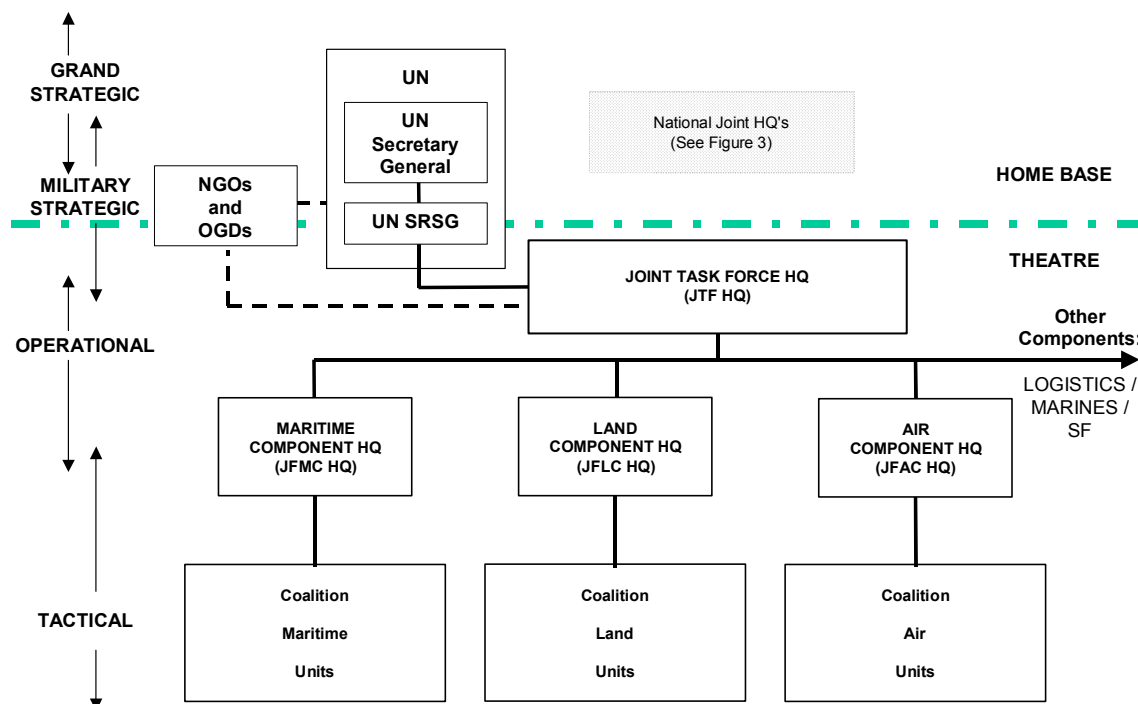 GRAND
STRATEGIC
MILITARY
STRATEGIC
OPERATIONAL
TACTICAL
NGOs
and
OGDs
UN
UN
Secretary
General
UN SRSG
National Joint HQ's
(See Figure 3)
HOME BASE
THEATRE
JOINT TASK FORCE HQ
(JTF HQ)
Other
Components:
LOGISTICS /
MARINES /
SF
MARITIME
COMPONENT HQ
(JFMC HQ)
LAND
COMPONENT HQ
(JFLC HQ)
AIR
COMPONENT HQ
(JFAC HQ)
Coalition
Maritime
Units
Coalition
Land
Units
Coalition
Air
Units